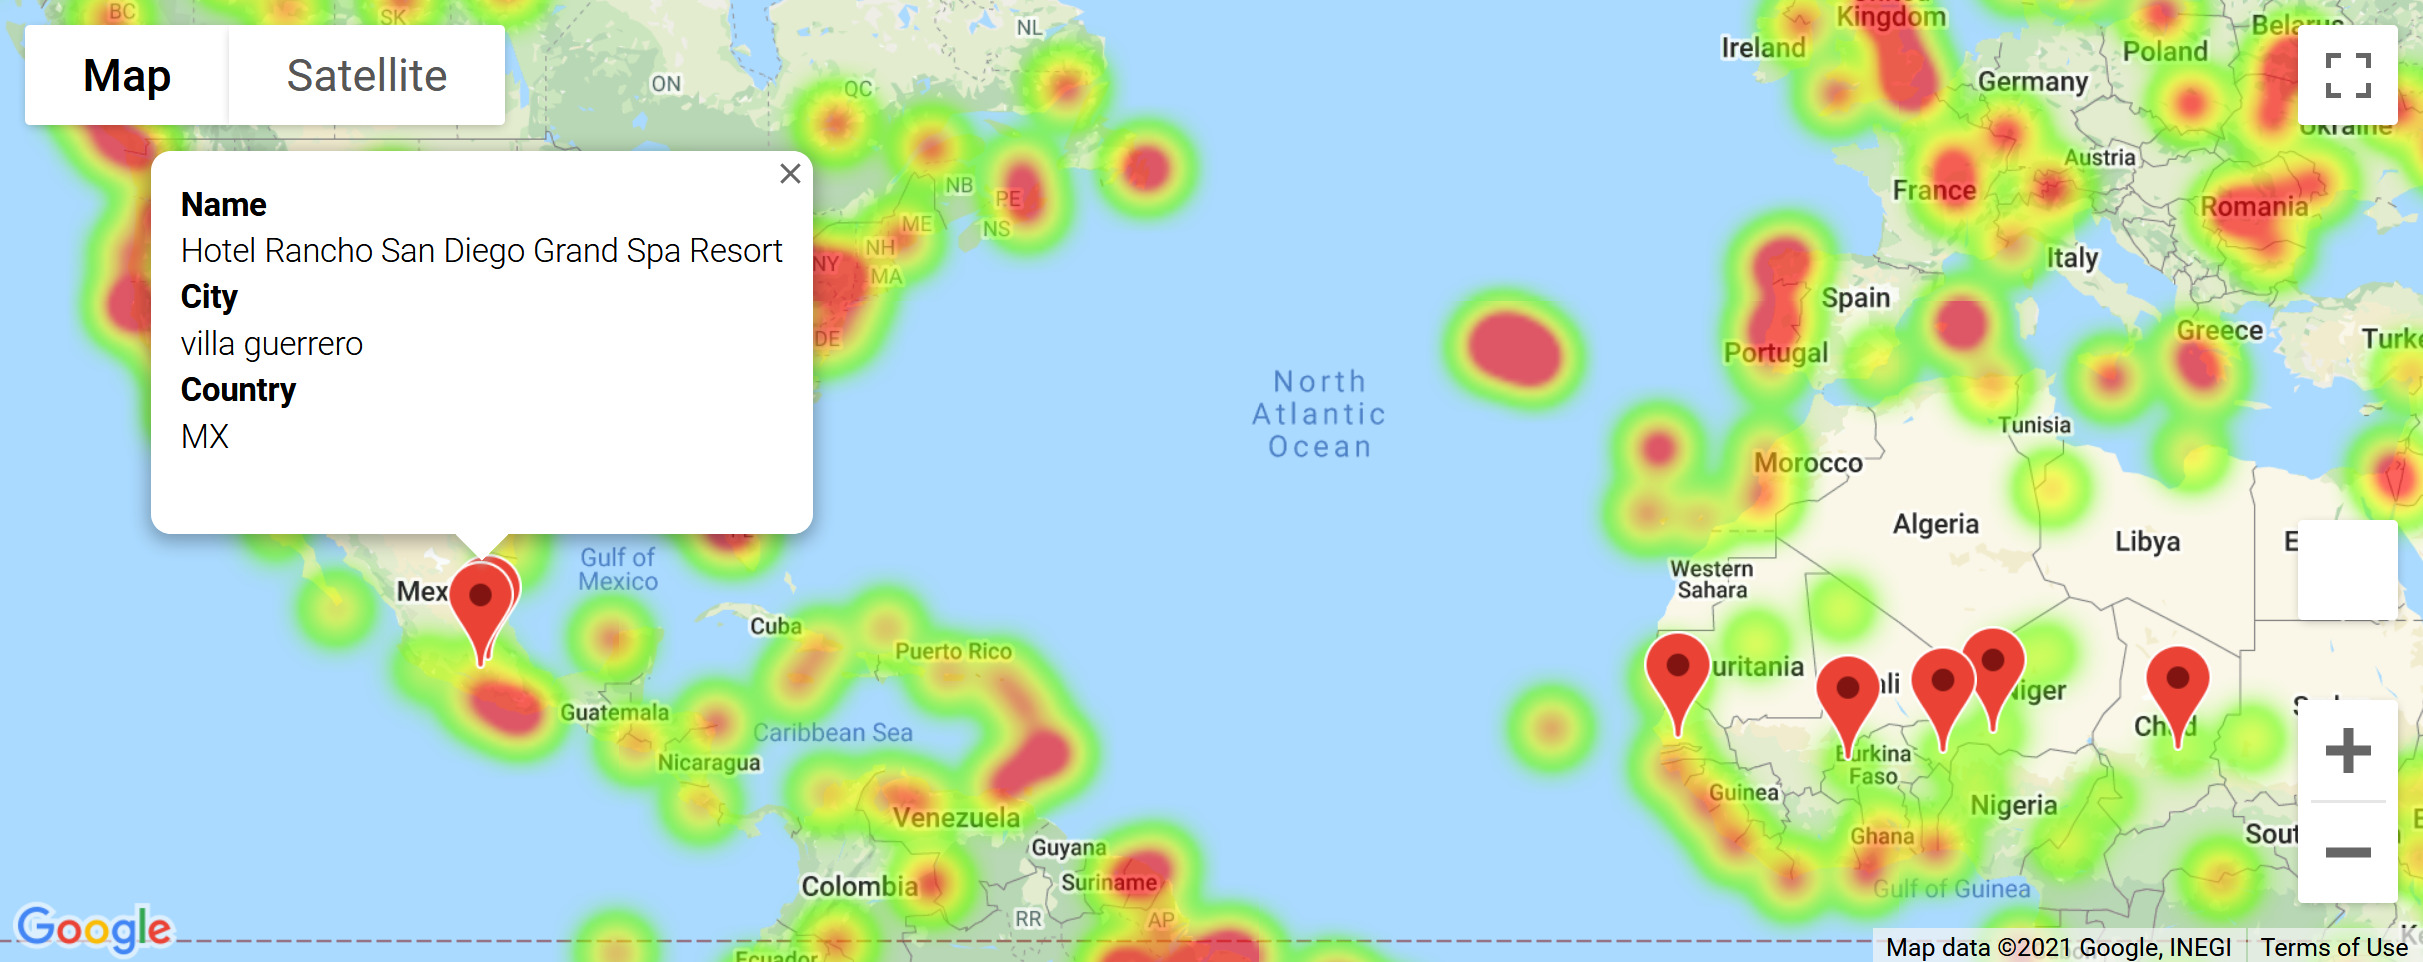 BC
SK
Map
Satellite
ON
QC
NL
NB
PE
NS
ME
NH
NY
MA
DE
Name
Hotel Rancho San Diego Grand Spa Resort
City
villa guerrero
Country
MX
Kingdom
Ireland
Belarus
Poland
Germany
Ukraine
Austria
France
Romania
Italy
Spain
Greece
Turke
Portugal
North
Atlantic
Ocean
Tunisia
Morocco
Algeria
Libya
E
Western
Sahara
Gulf of
Mexico
Mex
Cuba
Puerto Rico
uritania
ali
Niger
Chad
Guatemala
Caribbean Sea
Nicaragua
Burkina
Faso
Guinea
Nigeria
Venezuela
Ghana
Sout
Guyana
Suriname
Colombia
Gulf of Guinea
RR
AP
Ecuador
Google
Map data ©2021 Google, INEGI
Terms of Use